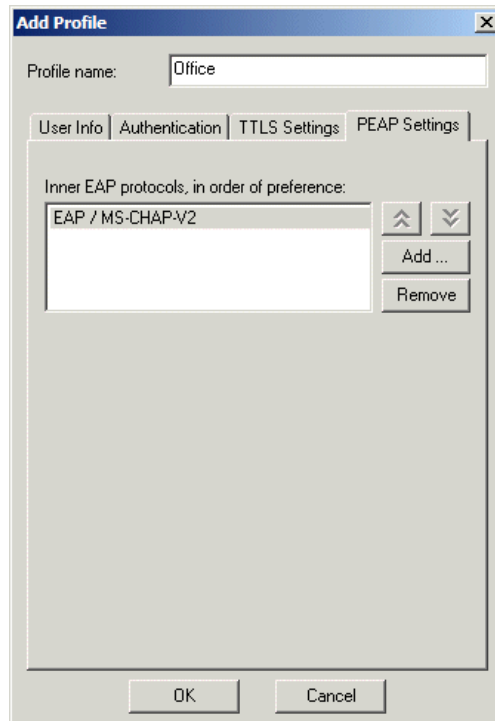 Add Profile
Profile name: Office
User Info Authentication TTLS Settings PEAP Settings
Inner EAP protocols, in order of preference:
EAP / MS-CHAP-V2
Add ...
Remove
OK Cancel